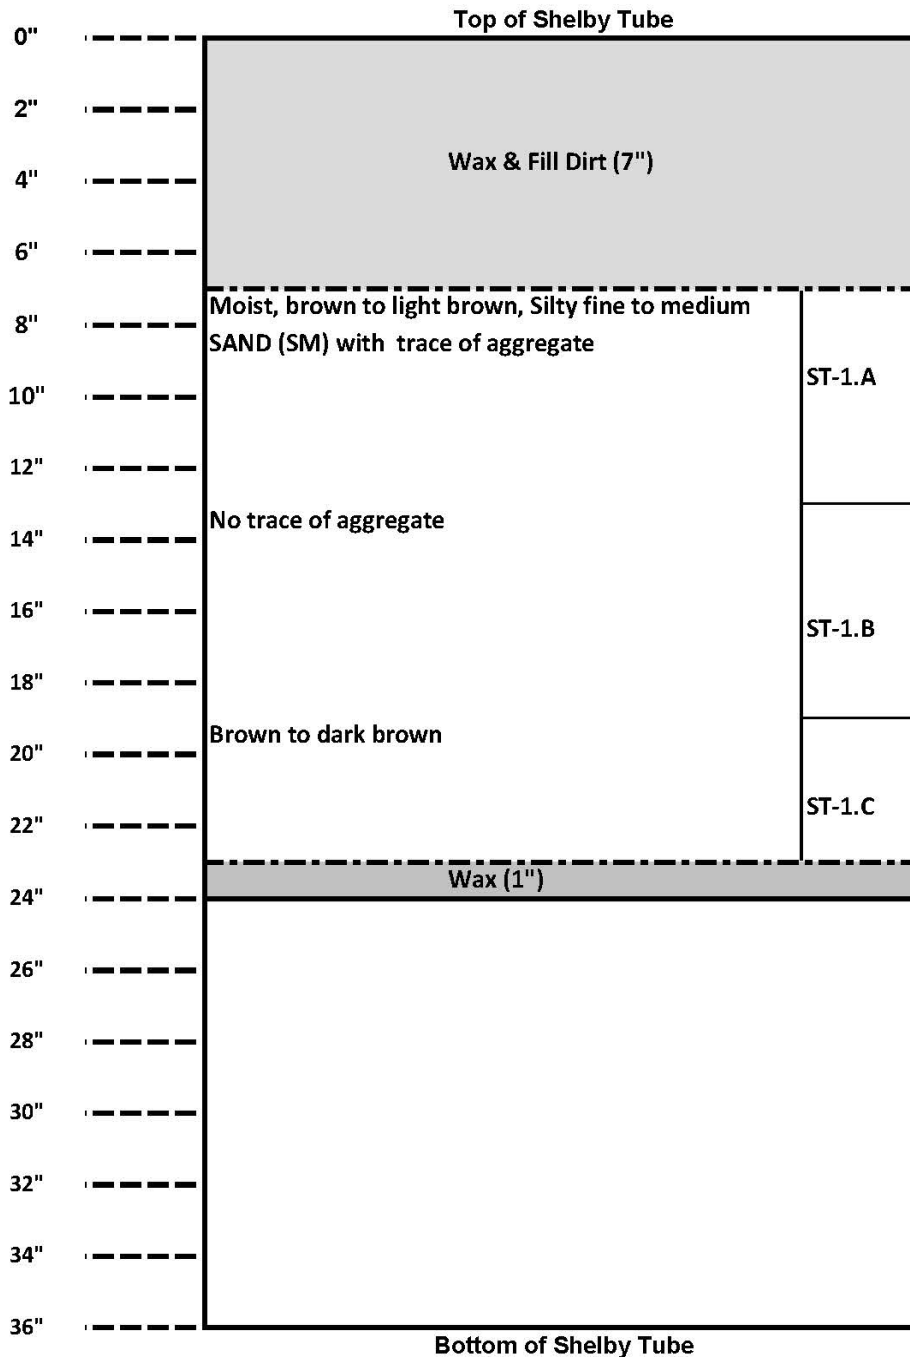 Top of Shelby Tube
0"
2"
Wax & Fill Dirt (7")
4"
6"
Moist, brown to light brown, Silty fine to medium
8"
SAND (SM) with  trace of aggregate
ST-1.A
10"
12"
No trace of aggregate
14"
16"
ST-1.B
18"
Brown to dark brown
20"
ST-1.C
22"
Wax (1")
24"
26"
28"
30"
32"
34"
36"
Bottom of Shelby Tube